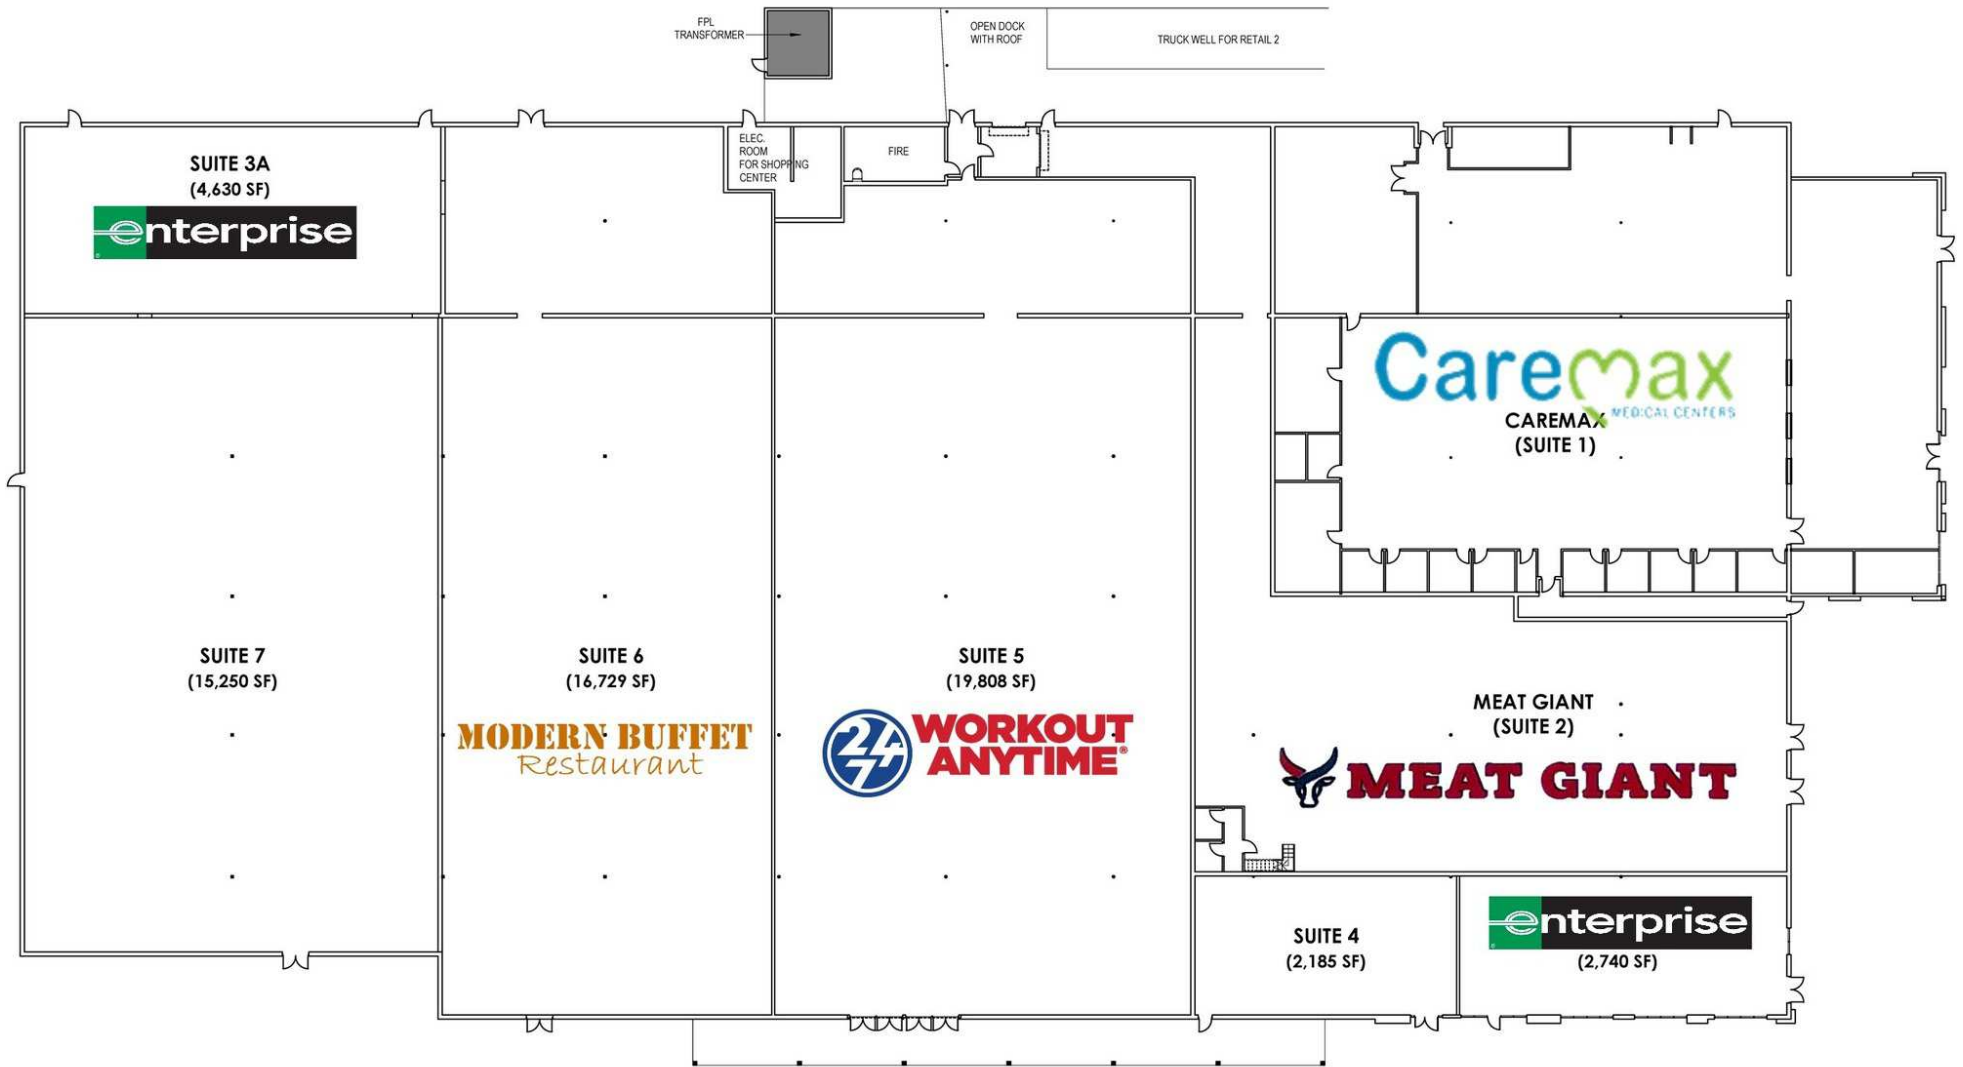 FPL
TRANSFORMER
OPEN DOCK
WITH ROOF
TRUCK WELL FOR RETAIL 2
ELEC.
ROOM
FOR SHOPPING
CENTER
FIRE
SUITE 3A
(4,630 SF)
enterprise
Caremax
MEDICAL CENTERS
CAREMAX
(SUITE 1)
SUITE 7
(15,250 SF)
SUITE 6
(16,729 SF)
MODERN BUFFET
Restaurant
SUITE 5
(19,808 SF)
24
7
WORKOUT
ANYTIME®
MEAT GIANT
(SUITE 2)
MEAT GIANT
SUITE 4
(2,185 SF)
enterprise
(2,740 SF)